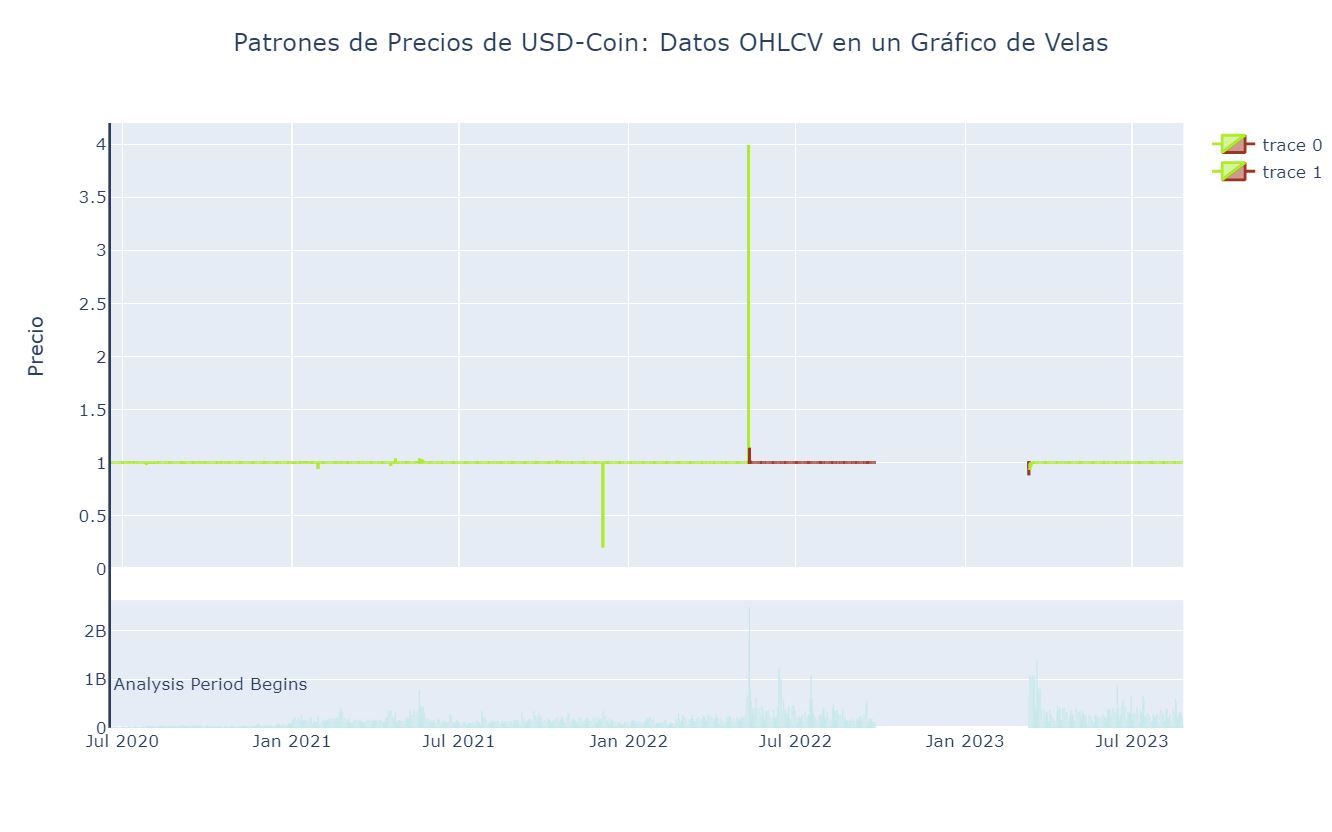 Patrones de Precios de USD-Coin: Datos OHLCV en un Gráfico de Velas
trace 0
trace 1
Precio
4
3.5
3
2.5
2
1.5
1
0.5
0
2B
1B
0
Analysis Period Begins
Jul 2020
Jan 2021
Jul 2021
Jan 2022
Jul 2022
Jan 2023
Jul 2023